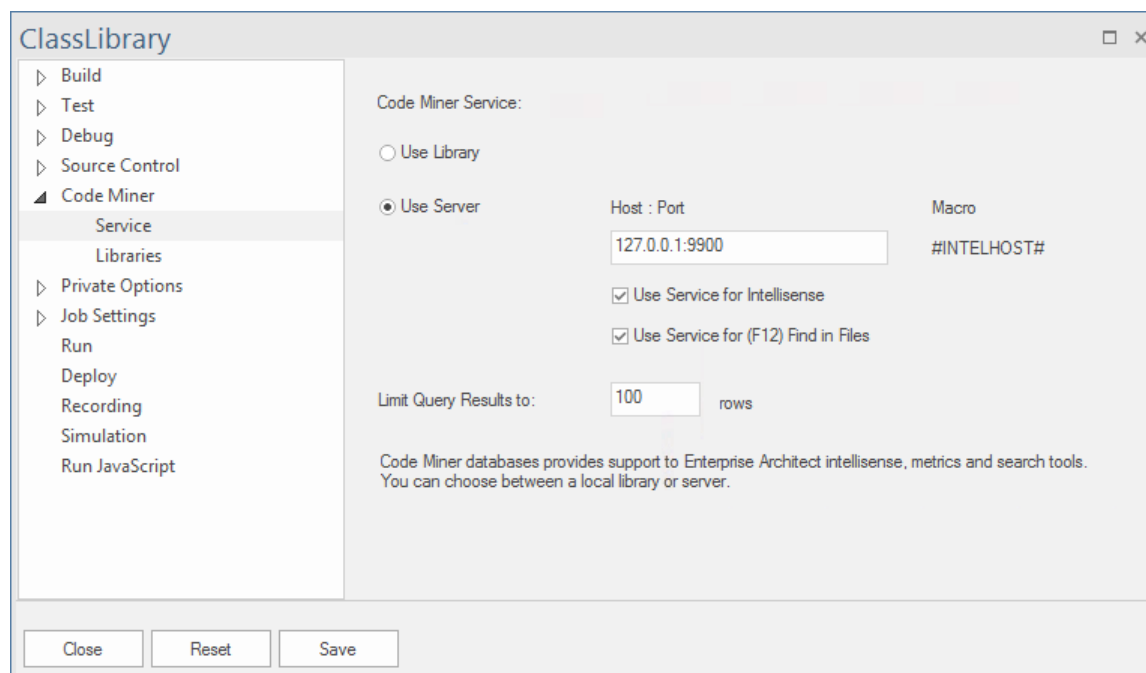 ClassLibrary
Build
Test
Debug
Source Control
Code Miner
Service
Libraries
Private Options
Job Settings
Run
Deploy
Recording
Simulation
Run JavaScript
Code Miner Service:
Use Library
Use Server
Host : Port
Macro
127.0.0.1:9900
#INTELHOST#
Use Service for Intellisense
Use Service for (F12) Find in Files
Limit Query Results to:
100
rows
Code Miner databases provides support to Enterprise Architect intellisense, metrics and search tools.
You can choose between a local library or server.
Close
Reset
Save